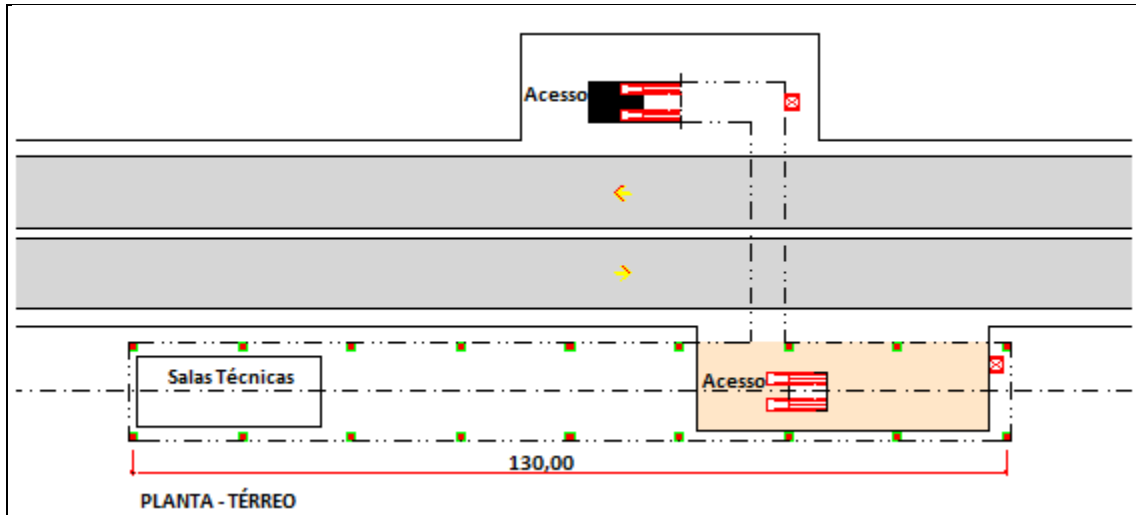 Acesso
Salas Técnicas
Acesso
130,00
PLANTA - TÉRREO